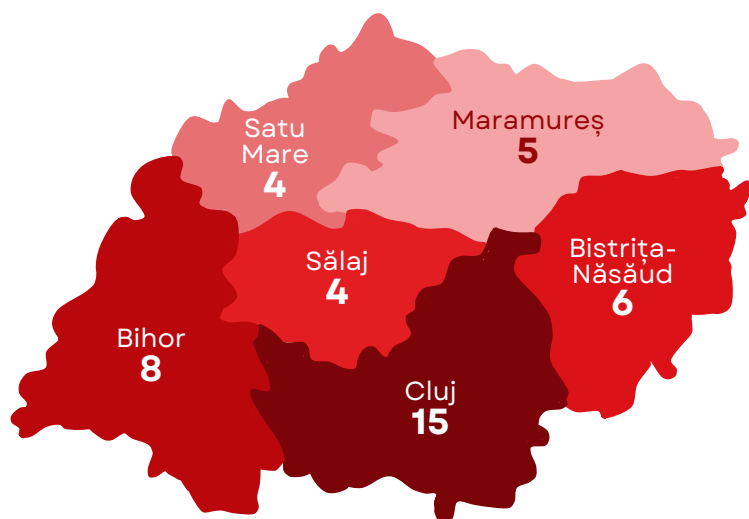 Satu
Mare
4
Maramureș
5
Bistrița-
Năsăud
6
Sălaj
4
Bihor
8
Cluj
15